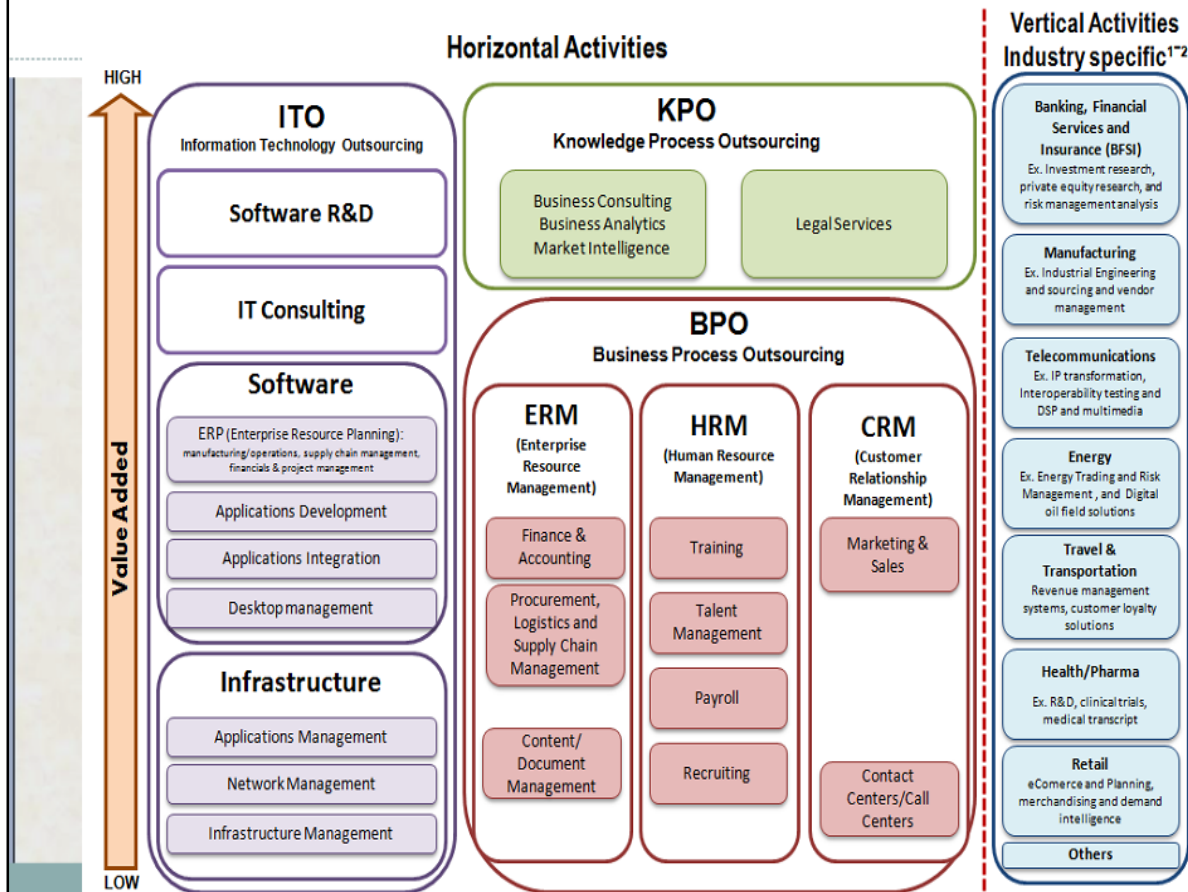 Horizontal Activities
Vertical Activities
Industry specific¹⁻²
HIGH
Value Added
LOW
ITO
Information Technology Outsourcing
Software R&D
IT Consulting
Software
ERP (Enterprise Resource Planning):
manufacturing/operations, supply chain management,
financials & project management
Applications Development
Applications Integration
Desktop management
Infrastructure
Applications Management
Network Management
Infrastructure Management
KPO
Knowledge Process Outsourcing
Business Consulting
Business Analytics
Market Intelligence
Legal Services
BPO
Business Process Outsourcing
ERM
(Enterprise
Resource
Management)
Finance &
Accounting
Procurement,
Logistics and
Supply Chain
Management
Content/
Document
Management
HRM
(Human Resource
Management)
Training
Talent
Management
Payroll
Recruiting
CRM
(Customer
Relationship
Management)
Marketing &
Sales
Contact
Centers/Call
Centers
Banking, Financial
Services and
Insurance (BFSI)
Ex. Investment research,
private equity research, and
risk management analysis
Manufacturing
Ex. Industrial Engineering
and sourcing and vendor
management
Telecommunications
Ex. IP transformation,
Interoperability testing and
DSP and multimedia
Energy
Ex. Energy Trading and Risk
Management , and Digital
oil field solutions
Travel &
Transportation
Revenue management
systems, customer loyalty
solutions
Health/Pharma
Ex. R&D, clinical trials,
medical transcript
Retail
eComerce and Planning,
merchandising and demand
intelligence
Others